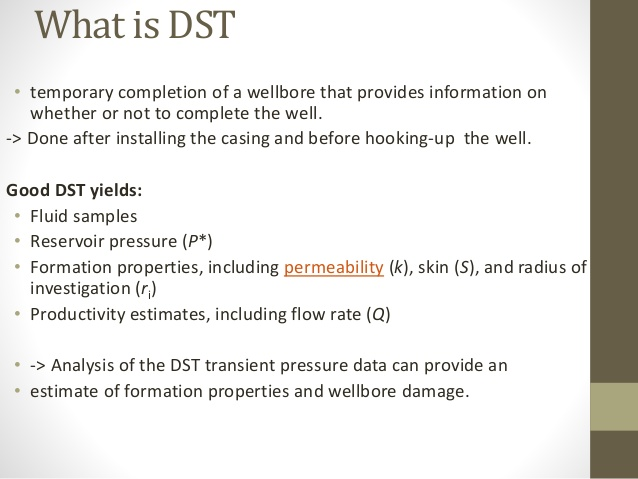 What is DST
• temporary completion of a wellbore that provides information on
whether or not to complete the well.
-> Done after installing the casing and before hooking-up  the well.
Good DST yields:
• Fluid samples
• Reservoir pressure (P*)
• Formation properties, including permeability (k), skin (S), and radius of
investigation (ri)
• Productivity estimates, including flow rate (Q)
• -> Analysis of the DST transient pressure data can provide an
• estimate of formation properties and wellbore damage.